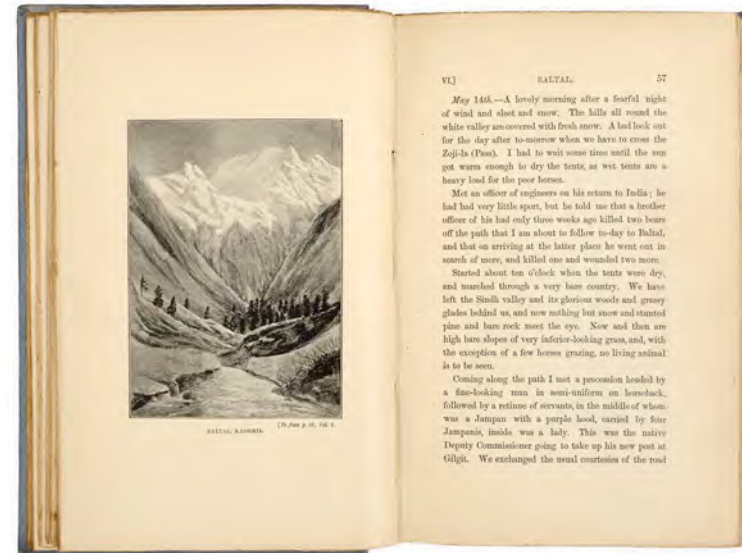 BALTAL, KASHMIR.
[To face p. 57, Vol. I.
VI.] BALTAL. 57
May 14th.—A lovely morning after a fearful night
of wind and sleet and snow. The hills all round the
white valley are covered with fresh snow. A bad look out
for the day after to-morrow when we have to cross the
Zoji-la (Pass). I had to wait some time until the sun
got warm enough to dry the tents, as wet tents are a
heavy load for the poor horses.
Met an officer of engineers on his return to India; he
had had very little sport, but he told me that a brother
officer of his had only three weeks ago killed two bears
off the path that I am about to follow to-day to Baltal,
and that on arriving at the latter place he went out in
search of more, and killed one and wounded two more.
Started about ten o'clock when the tents were dry,
and marched through a very bare country. We have
left the Sindh valley and its glorious woods and grassy
glades behind us, and now nothing but snow and stunted
pine and bare rock meet the eye. Now and then are
high bare slopes of very inferior-looking grass, and, with
the exception of a few horses grazing, no living animal
is to be seen.
Coming along the path I met a procession headed by
a fine-looking man in semi-uniform on horseback,
followed by a retinue of servants, in the middle of whom
was a Jampan with a purple hood, carried by four
Jampanis, inside was a lady. This was the native
Deputy Commissioner going to take up his new post at
Gilgit. We exchanged the usual courtesies of the road